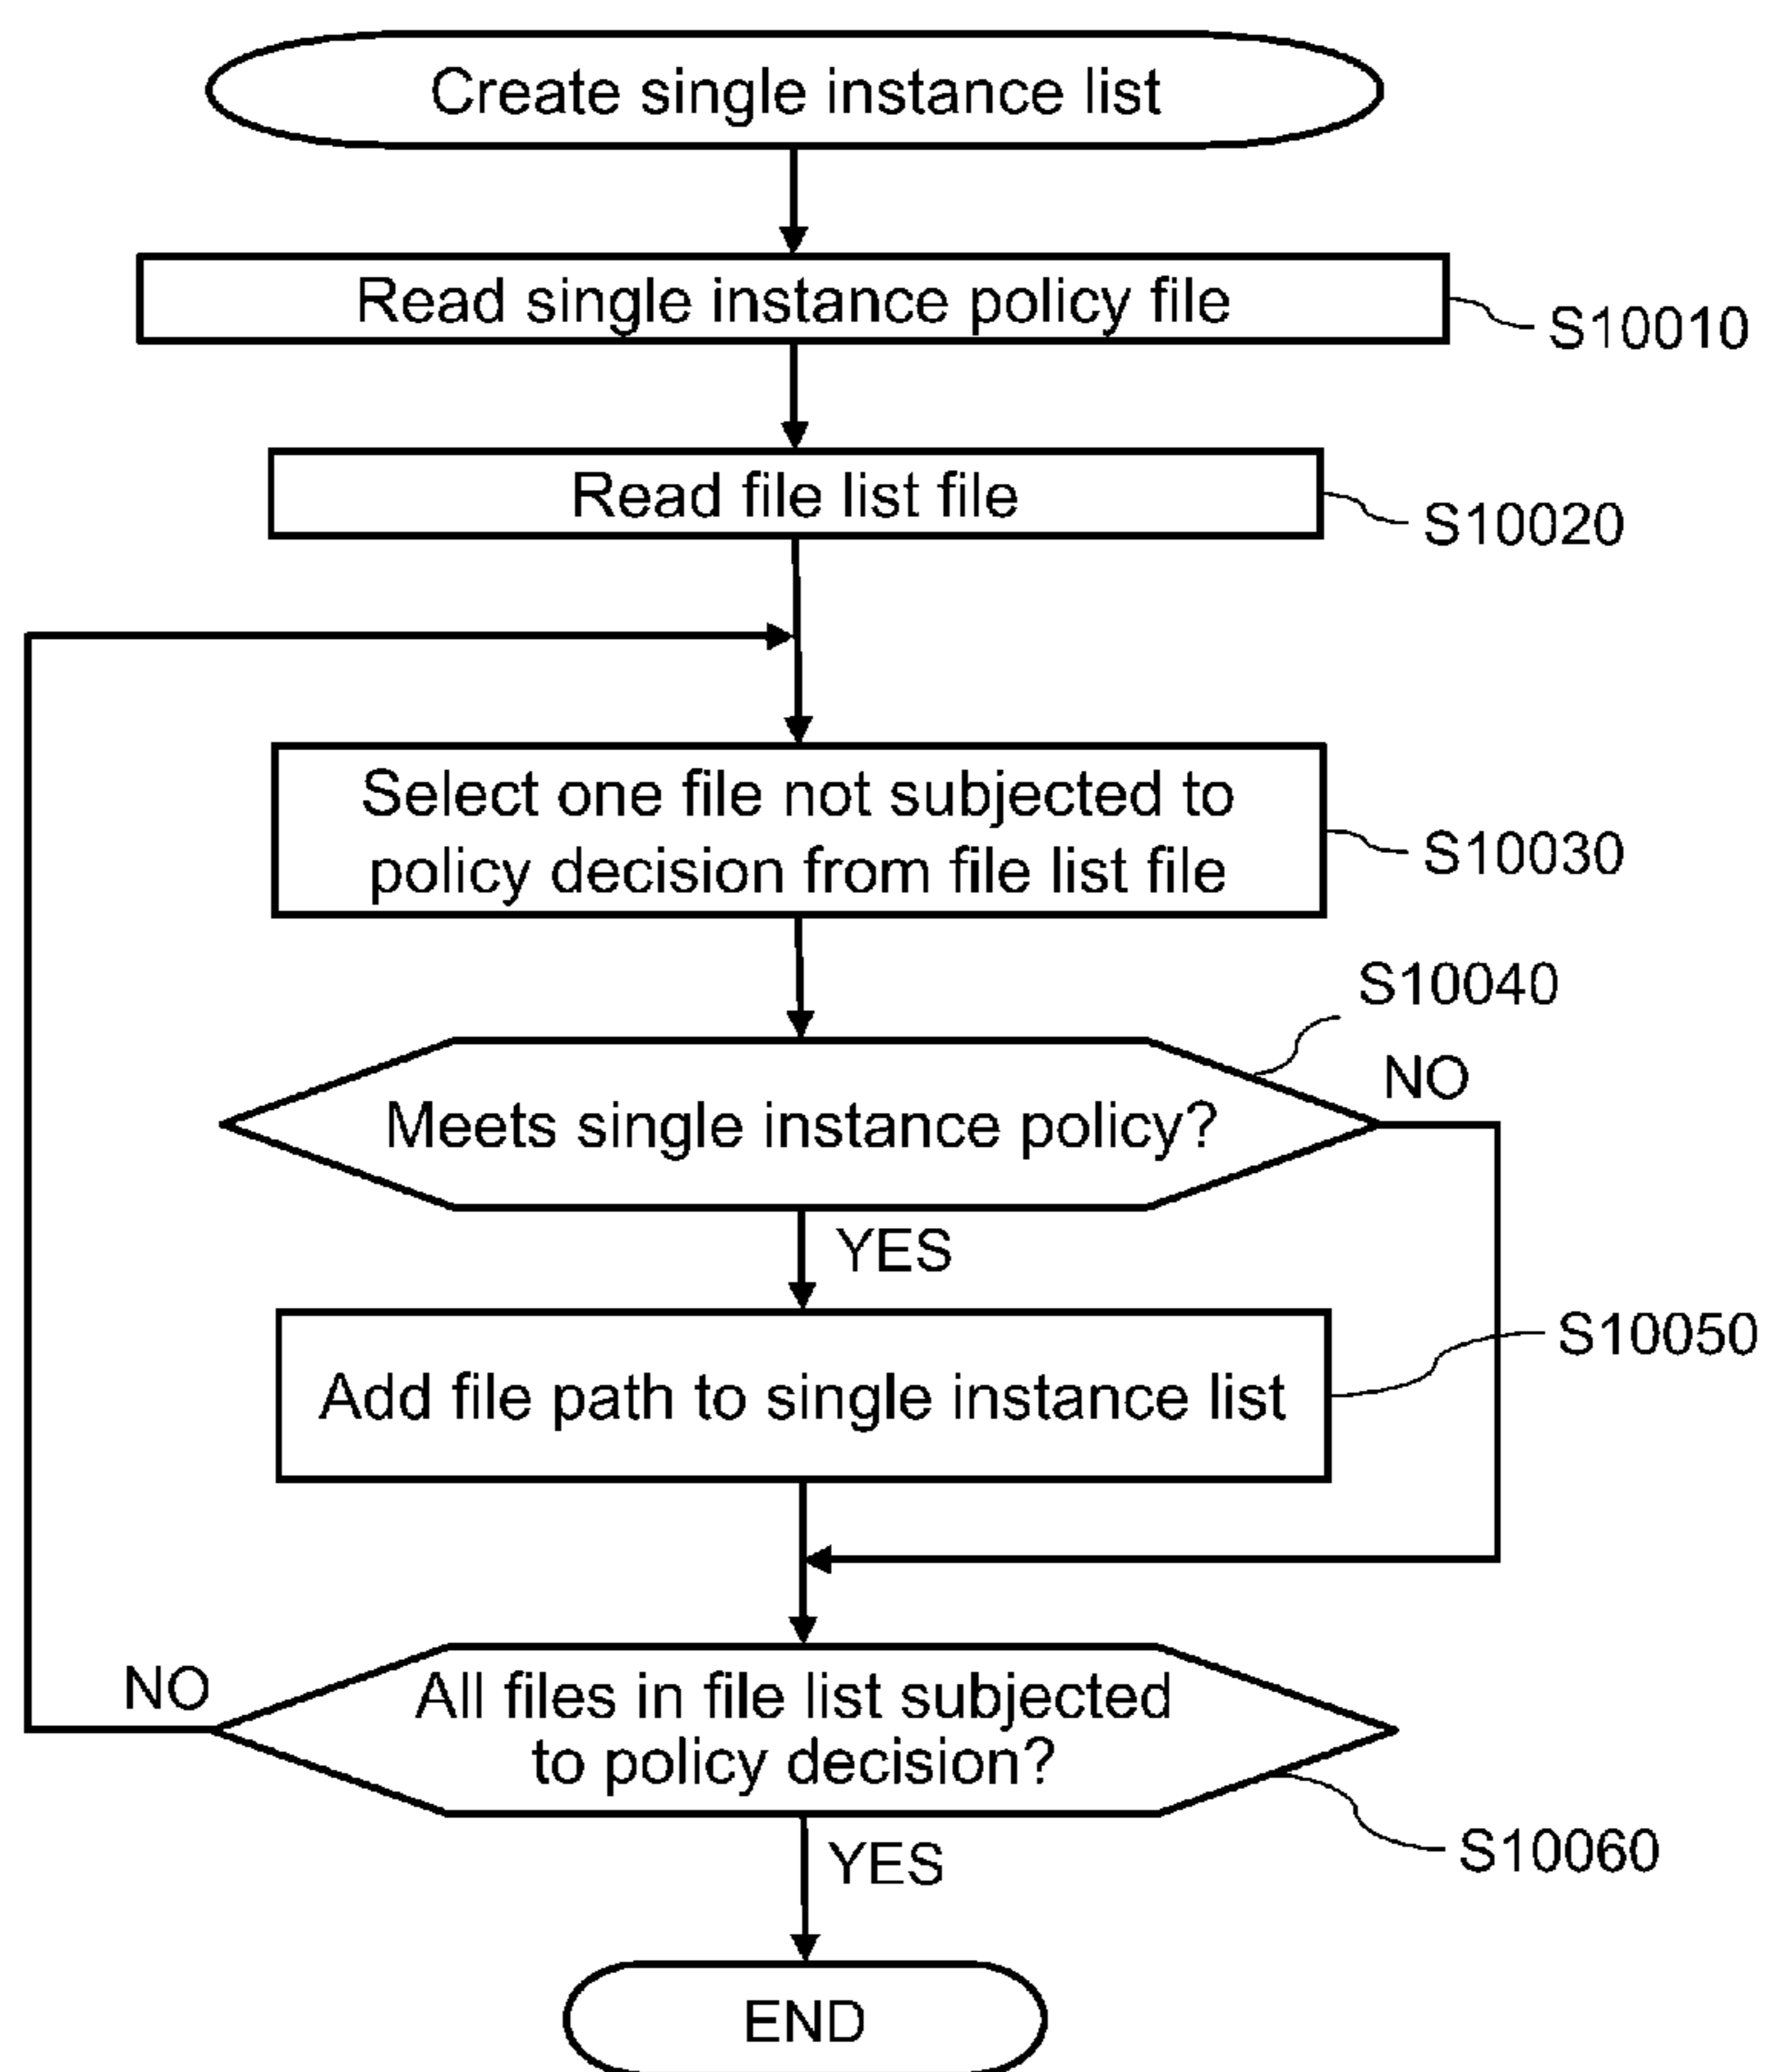 Create single instance list
Read single instance policy file
S10010
Read file list file
S10020
Select one file not subjected to
policy decision from file list file
S10030
S10040
NO
Meets single instance policy?
YES
S10050
Add file path to single instance list
NO
All files in file list subjected
to policy decision?
S10060
YES
END